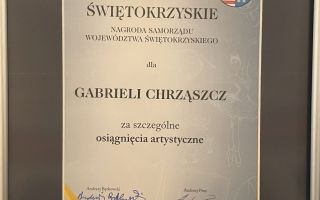 ŚWIĘTOKRZYSKIE
NAGRODA SAMORZĄDU
WOJEWÓDZTWA ŚWIĘTOKRZYSKIEGO
dla
GABRIELI CHRZĄSZCZ
za szczególne
osiągnięcia artystyczne
Andrzej Bętkowski
Andrzej Pruś